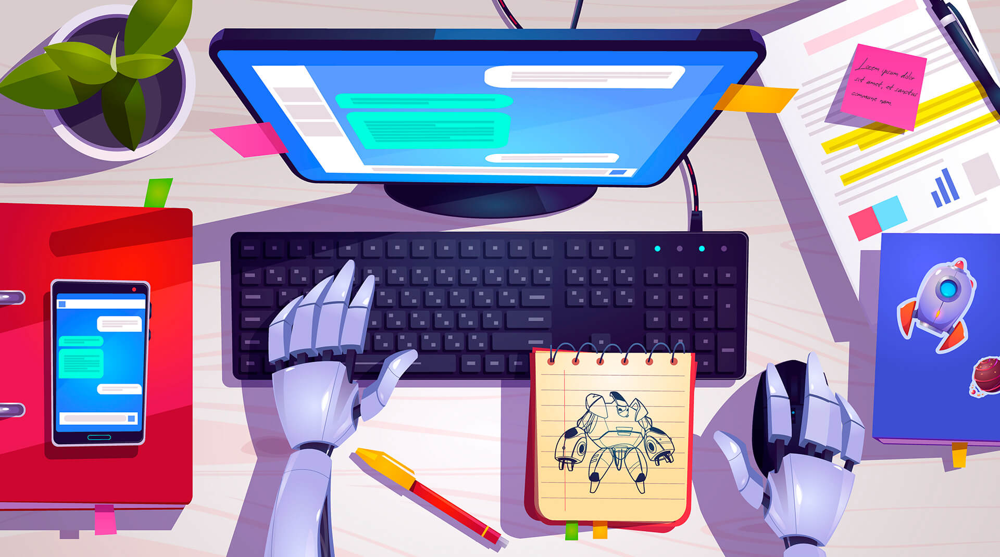 Lorem ipsum dolor
sit amet, et sanctus
commune nam.